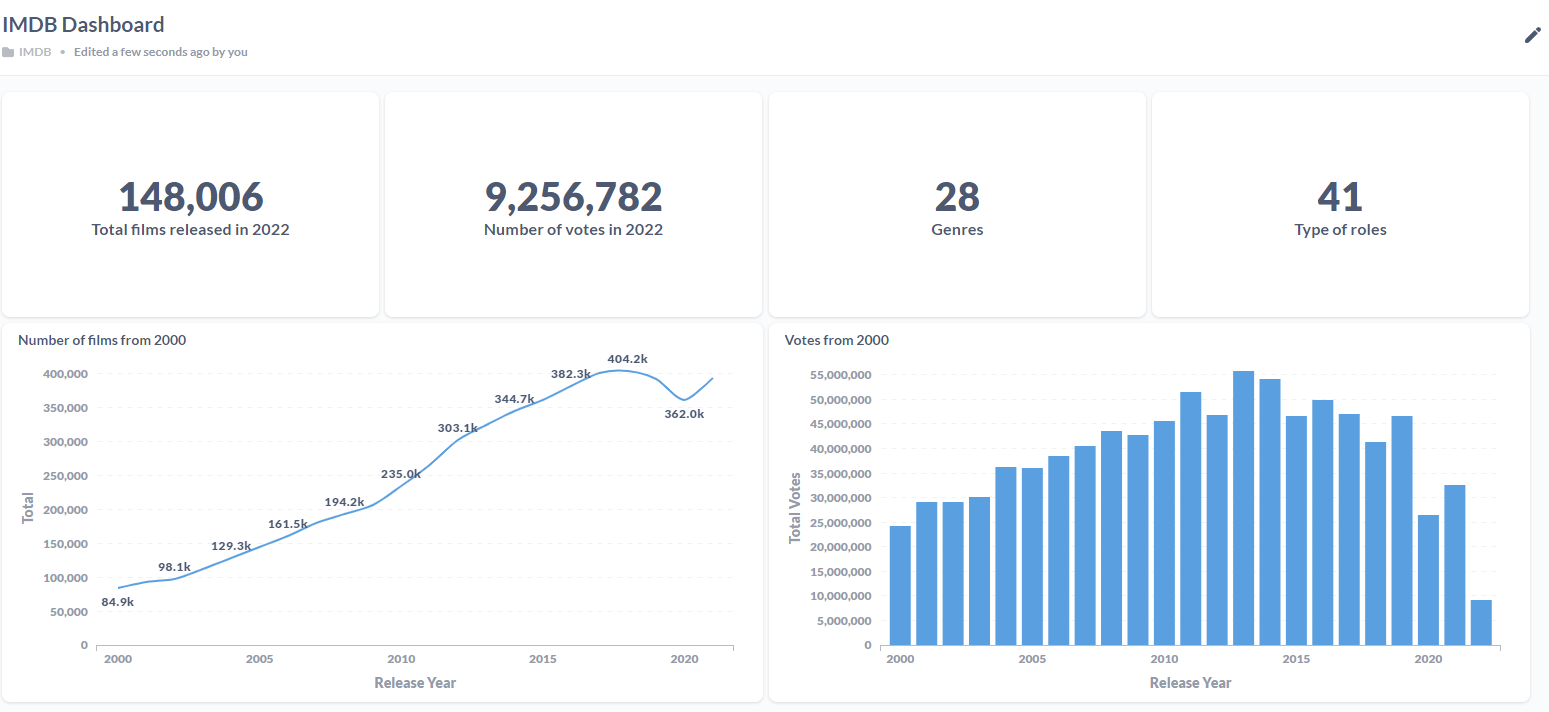 IMDB Dashboard
IMDB • Edited a few seconds ago by you
148,006
Total films released in 2022
9,256,782
Number of votes in 2022
28
Genres
41
Type of roles
Number of films from 2000
400,000
350,000
300,000
250,000
200,000
150,000
100,000
50,000
0
Total
84.9k
98.1k
129.3k
161.5k
194.2k
235.0k
303.1k
344.7k
382.3k
404.2k
362.0k
2000 2005 2010 2015 2020
Release Year
Votes from 2000
55,000,000
50,000,000
45,000,000
40,000,000
35,000,000
30,000,000
25,000,000
20,000,000
15,000,000
10,000,000
5,000,000
0
Total Votes
2000 2005 2010 2015 2020
Release Year